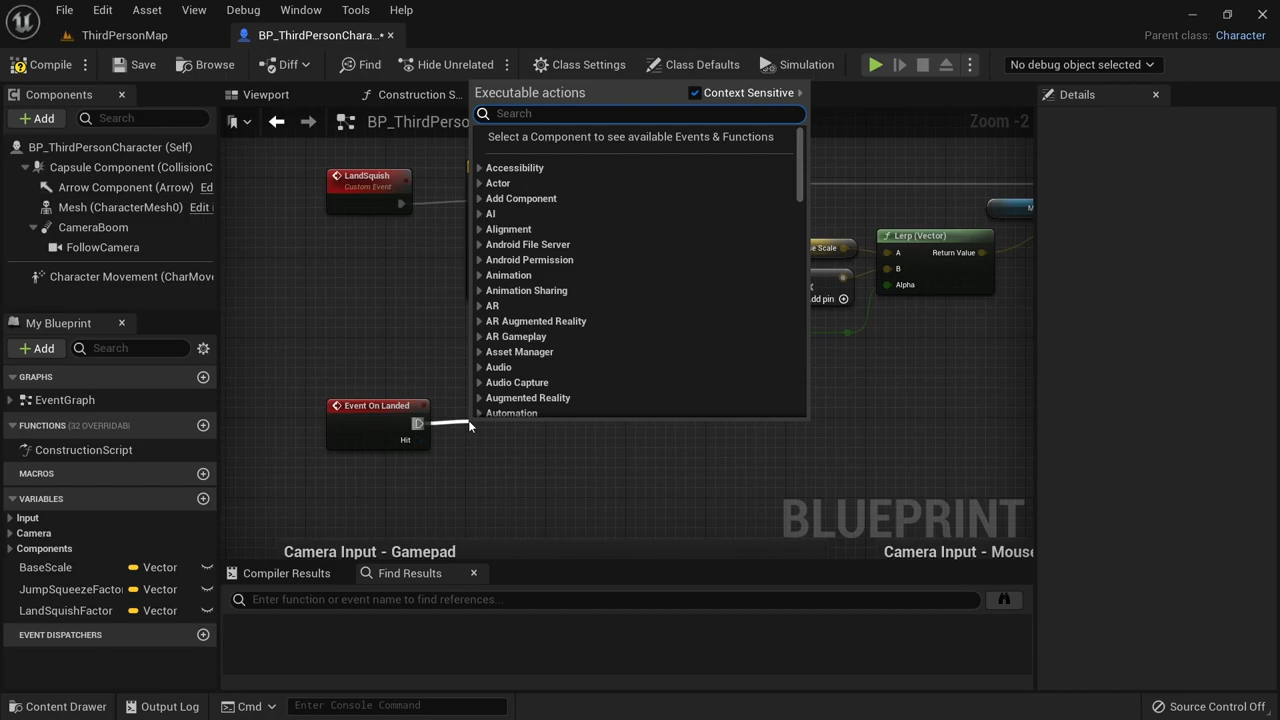 File Edit Asset View Debug Window Tools Help
ThirdPersonMap
BP_ThirdPersonChara...•
Parent class: Character
Compile Save Browse Diff Find Hide Unrelated Class Settings Class Defaults Simulation No debug object selected
Components
Add Search
BP_ThirdPersonCharacter (Self)
Capsule Component (CollisionC
Arrow Component (Arrow) Ed
Mesh (CharacterMesh0) Edit i
CameraBoom
FollowCamera
Character Movement (CharMove
My Blueprint
Add Search
GRAPHS
EventGraph
FUNCTIONS (32 OVERRIDABl
ConstructionScript
MACROS
VARIABLES
Input
Camera
Components
BaseScale Vector
JumpSqueezeFactor Vector
LandSquishFactor Vector
EVENT DISPATCHERS
Viewport Construction S...
BP_ThirdPerso
Zoom -2
LandSquish
Custom Event
Event On Landed
Hit
Executable actions Context Sensitive
Search
Select a Component to see available Events & Functions
Accessibility
Actor
Add Component
AI
Alignment
Android File Server
Android Permission
Animation
Animation Sharing
AR
AR Augmented Reality
AR Gameplay
Asset Manager
Audio
Audio Capture
Augmented Reality
Automation
e Scale
dd pin
Lerp (Vector)
A Return Value
B
Alpha
M
BLUEPRINT
Camera Input - Gamepad
Camera Input - Mouse
Compiler Results Find Results
Enter function or event name to find references...
Details
Content Drawer Output Log Cmd Enter Console Command Source Control Off